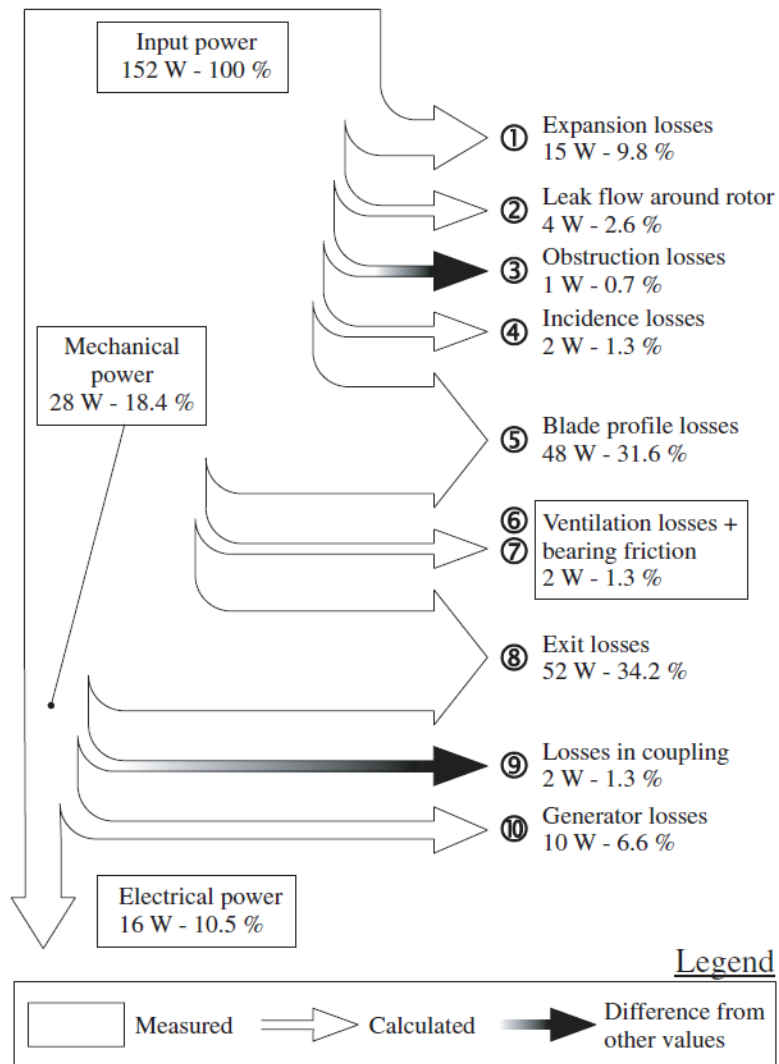 Input power
152 W - 100 %
① Expansion losses
15 W - 9.8 %
② Leak flow around rotor
4 W - 2.6 %
③ Obstruction losses
1 W - 0.7 %
④ Incidence losses
2 W - 1.3 %
Mechanical
power
28 W - 18.4 %
⑤ Blade profile losses
48 W - 31.6 %
⑥ Ventilation losses +
⑦ bearing friction
2 W - 1.3 %
⑧ Exit losses
52 W - 34.2 %
⑨ Losses in coupling
2 W - 1.3 %
⑩ Generator losses
10 W - 6.6 %
Electrical power
16 W - 10.5 %
Legend
Measured
Calculated
Difference from
other values